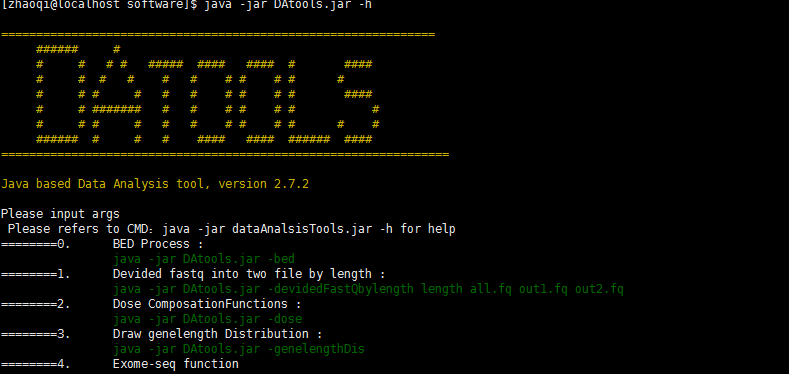 [zhaoqi@localhost software]$ java -jar DAtools.jar -h
==============================================================
DATOOLS
================================================================
Java based Data Analysis tool, version 2.7.2
Please input args
Please refers to CMD: java -jar dataAnalsisTools.jar -h for help
========0. BED Process :
java -jar DAtools.jar -bed
========1. Devided fastq into two file by length :
java -jar DAtools.jar -devidedFastQbylength length all.fq out1.fq out2.fq
========2. Dose ComposationFunctions :
java -jar DAtools.jar -dose
========3. Draw genelength Distribution :
java -jar DAtools.jar -genelengthDis
========4. Exome-seq function